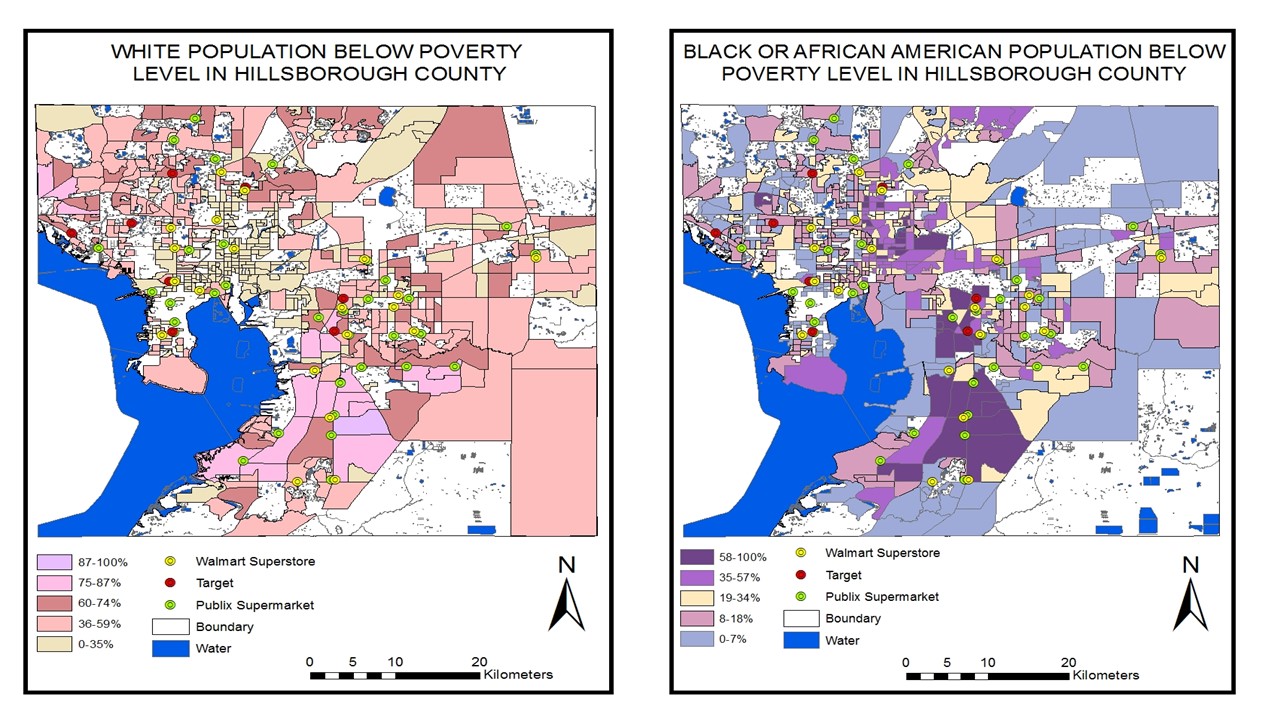 WHITE POPULATION BELOW POVERTY
LEVEL IN HILLSBOROUGH COUNTY
87-100%
75-87%
60-74%
36-59%
0-35%
Walmart Superstore
Target
Publix Supermarket
Boundary
Water
N
0 5 10 20
Kilometers
BLACK OR AFRICAN AMERICAN POPULATION BELOW
POVERTY LEVEL IN HILLSBOROUGH COUNTY
58-100%
35-57%
19-34%
8-18%
0-7%
Walmart Superstore
Target
Publix Supermarket
Boundary
Water
N
0 5 10 20
Kilometers